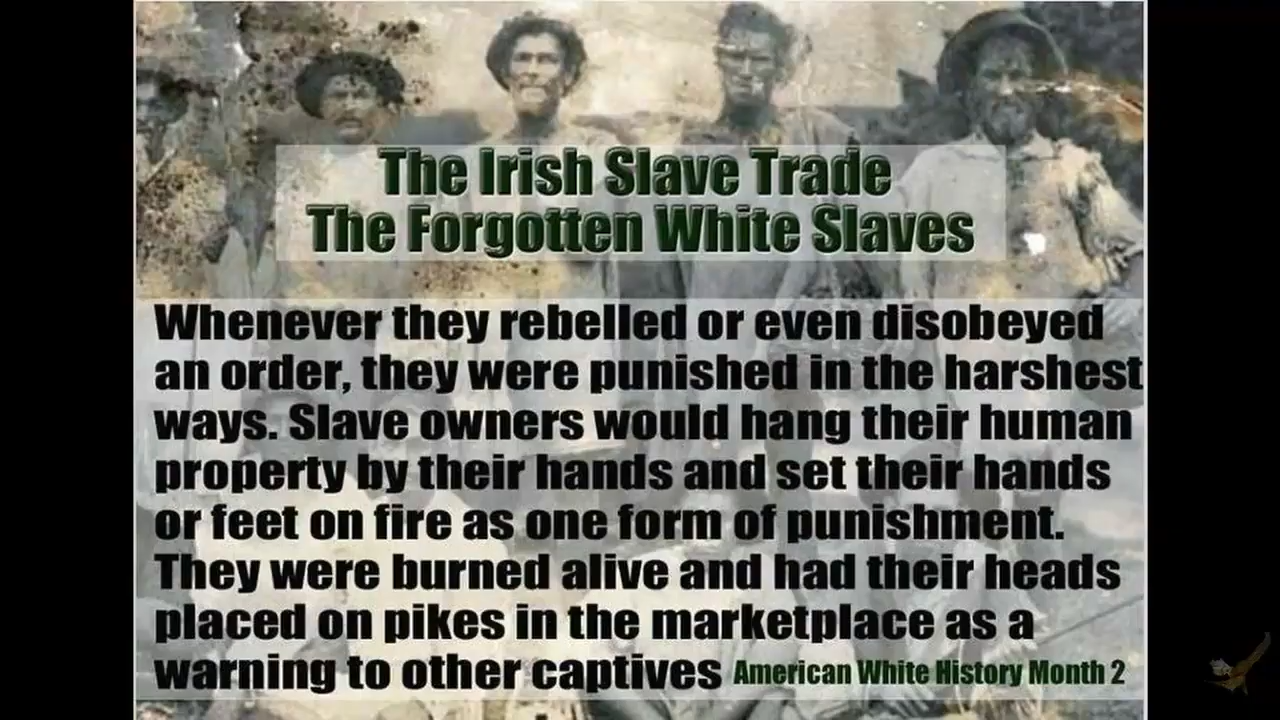 The Irish Slave Trade
The Forgotten White Slaves
Whenever they rebelled or even disobeyed
an order, they were punished in the harshest
ways. Slave owners would hang their human
property by their hands and set their hands
or feet on fire as one form of punishment.
They were burned alive and had their heads
placed on pikes in the marketplace as a
warning to other captives American White History Month 2